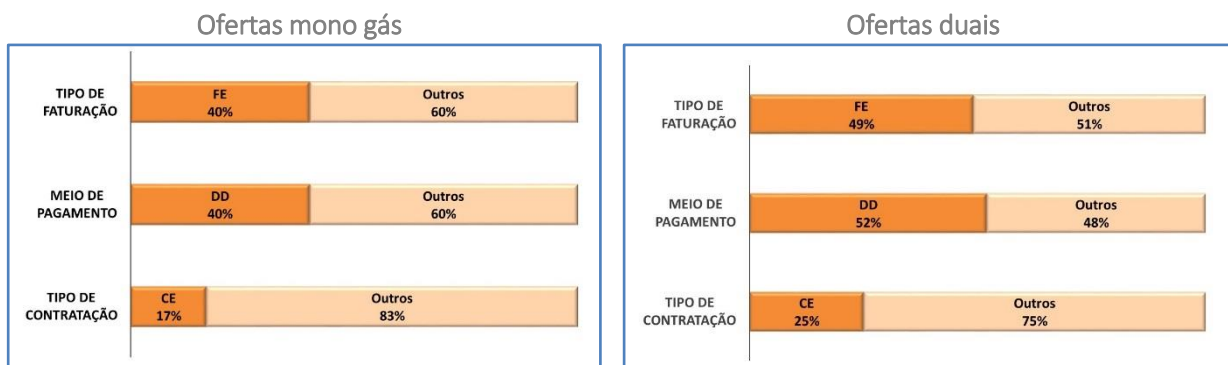 Ofertas mono gás
TIPO DE
FATURAÇÃO
FE
40%
Outros
60%
MEIO DE
PAGAMENTO
DD
40%
Outros
60%
TIPO DE
CONTRATAÇÃO
CE
17%
Outros
83%
Ofertas duais
TIPO DE
FATURAÇÃO
FE
49%
Outros
51%
MEIO DE
PAGAMENTO
DD
52%
Outros
48%
TIPO DE
CONTRATAÇÃO
CE
25%
Outros
75%